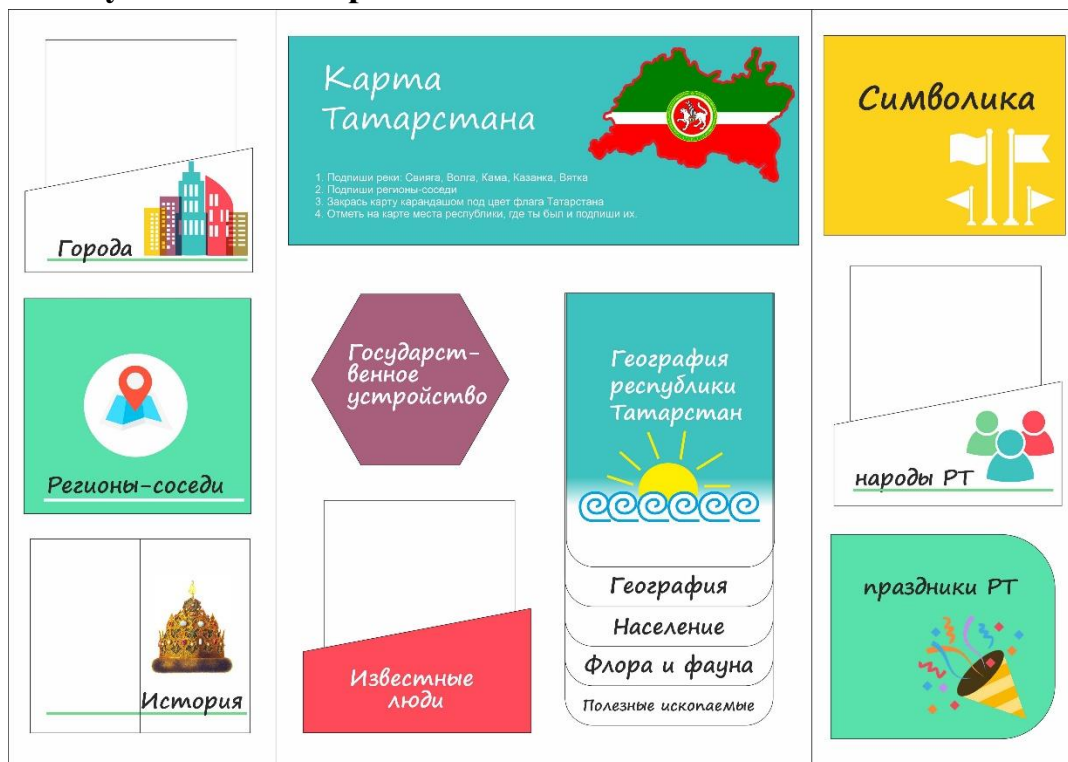 Карта
Татарстана
1. Подпиши реки: Свияга, Волга, Кама, Казанка, Вятка
2. Подпиши регионы-соседи
3. Закрась карту карандашом под цвет флага Татарстана
4. Отметь на карте места республики, где ты был и подпиши их.
Города
Регионы-соседи
История
Государст-
венное
устройство
Известные
люди
География
республики
Татарстан
География
Население
Флора и фауна
Полезные ископаемые
Символика
народы РТ
праздники РТ